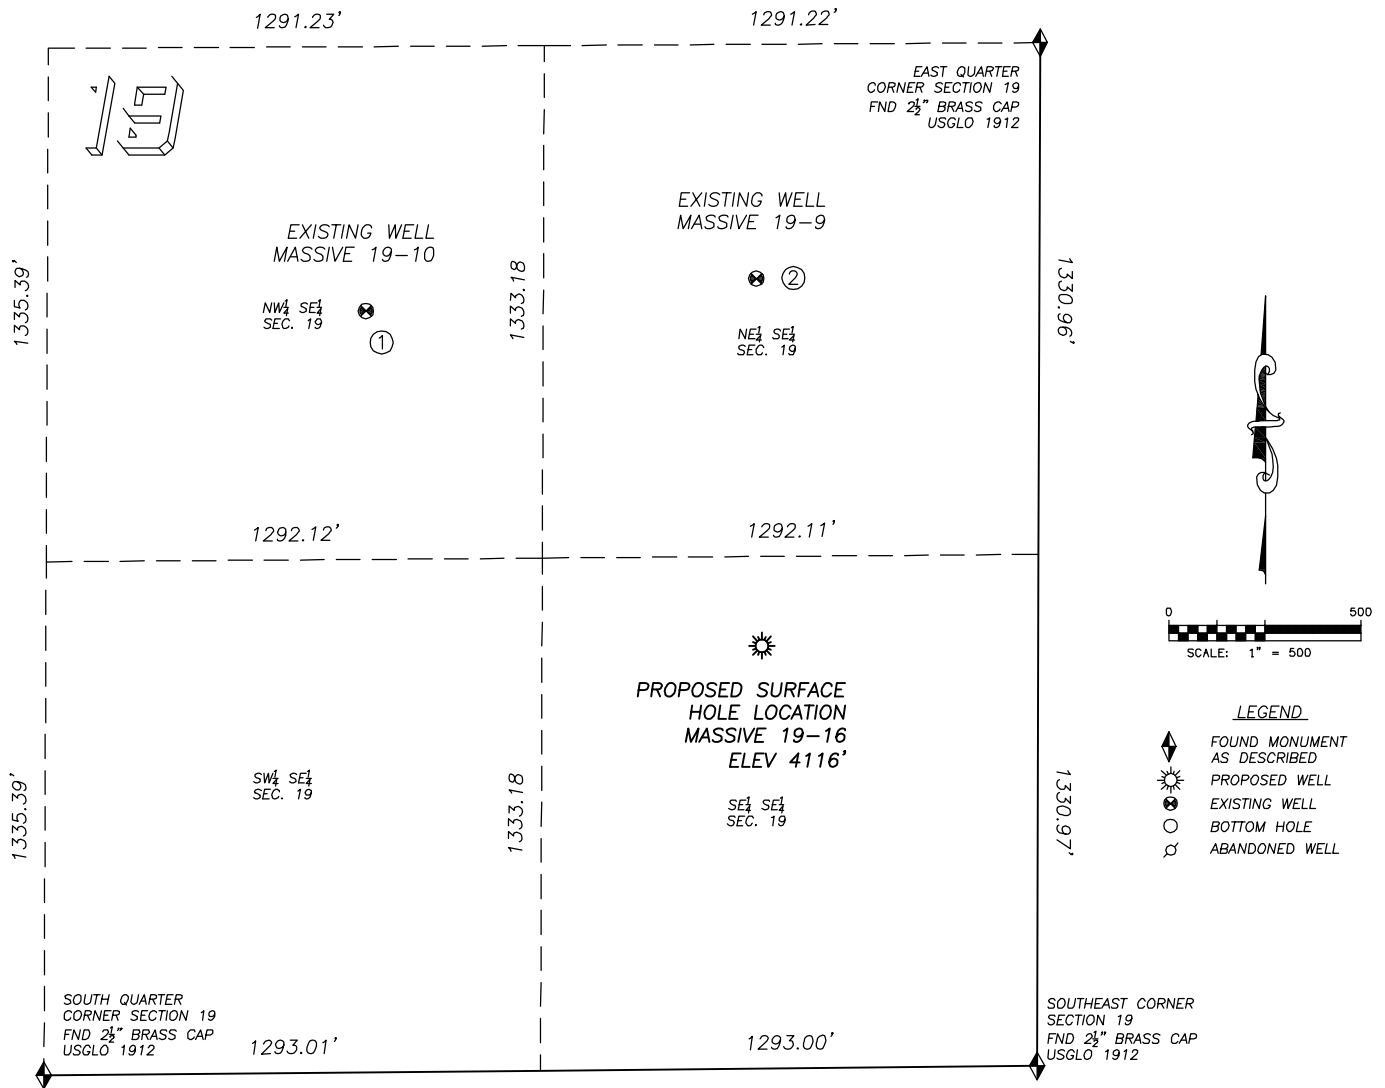 1291.23'
1291.22'
19
EAST QUARTER
CORNER SECTION 19
FND 2½" BRASS CAP
USGLO 1912
EXISTING WELL
MASSIVE 19-10
EXISTING WELL
MASSIVE 19-9
1335.39'
1333.18
1330.96'
NW¼ SE¼
SEC. 19
1
2
NE¼ SE¼
SEC. 19
1292.12'
1292.11'
0
500
SCALE: 1" = 500
PROPOSED SURFACE
HOLE LOCATION
MASSIVE 19-16
ELEV 4116'
LEGEND
FOUND MONUMENT
AS DESCRIBED
PROPOSED WELL
EXISTING WELL
BOTTOM HOLE
ABANDONED WELL
1335.39'
SW¼ SE¼
SEC. 19
1333.18
SE¼ SE¼
SEC. 19
1330.97'
SOUTH QUARTER
CORNER SECTION 19
FND 2½" BRASS CAP
USGLO 1912
1293.01'
1293.00'
SOUTHEAST CORNER
SECTION 19
FND 2½" BRASS CAP
USGLO 1912